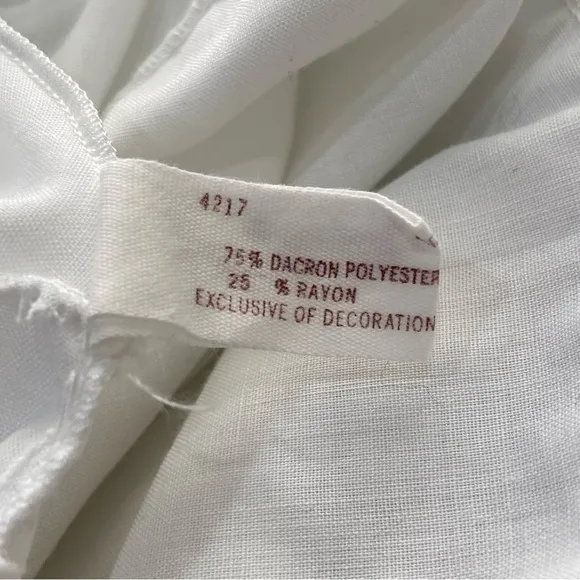 4217
75% DACRON POLYESTER
25 % RAYON
EXCLUSIVE OF DECORATION